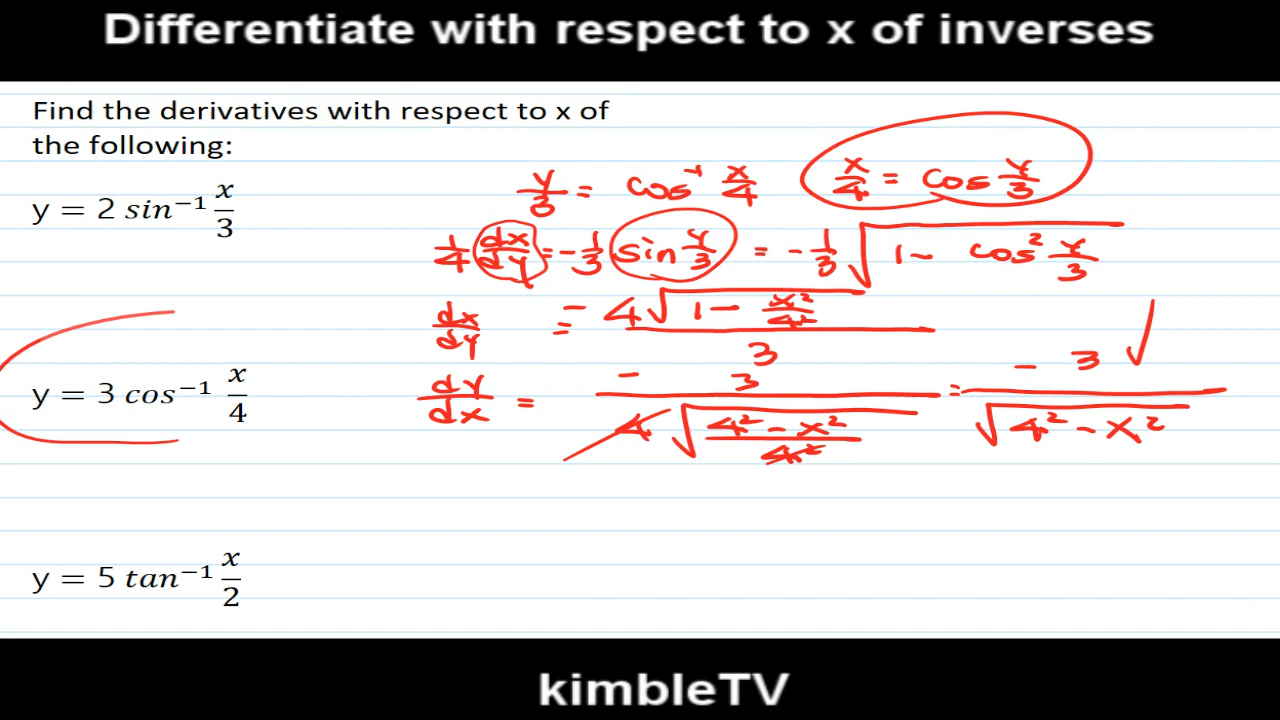 Differentiate with respect to x of inverses
Find the derivatives with respect to x of
the following:
y = 2 sin⁻¹ x/3
y/3 = cos⁻¹ x/4
x/4 = cos y/3
1/4 dx/dy = -1/3 sin y/3 = -1/3 √(1 - cos² y/3)
dx/dy = -4√(1 - x²/4²)/3
y = 3 cos⁻¹ x/4
dy/dx = -3/(4√((4² - x²)/4²)) = -3/√(4² - x²) ✓
y = 5 tan⁻¹ x/2
kimbleTV